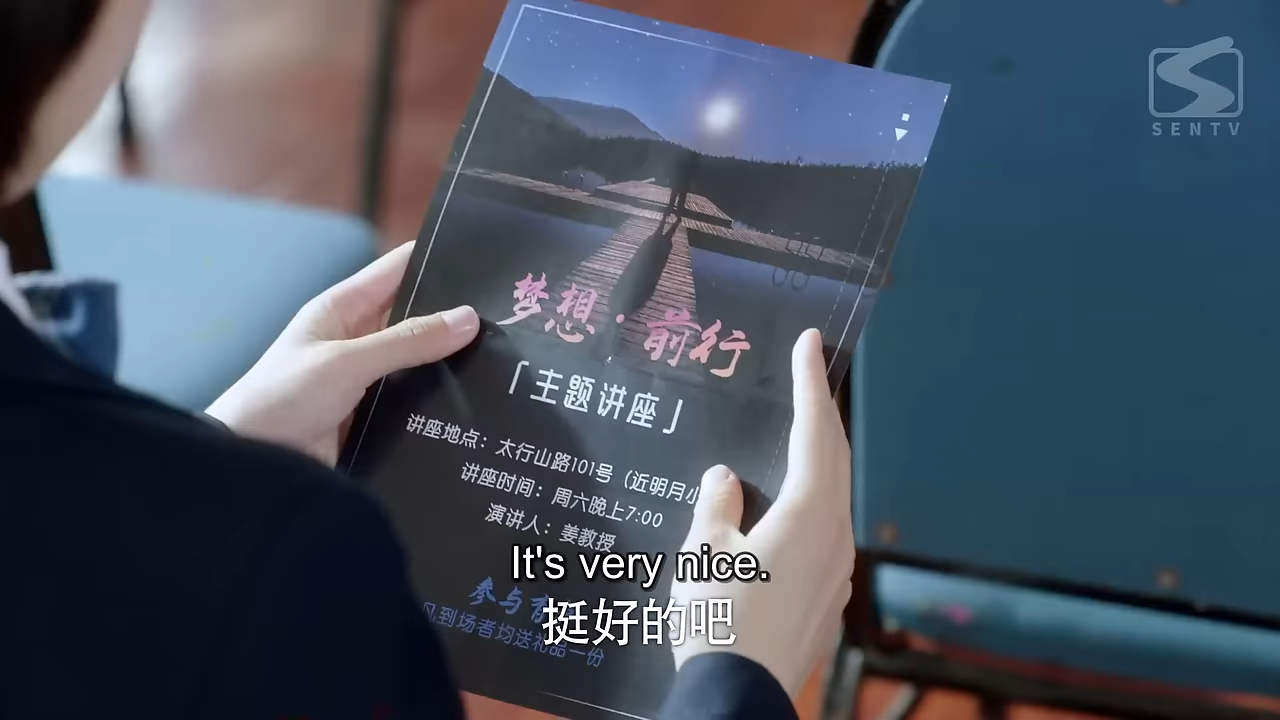 SENTV
梦想·前行
「主题讲座」
讲座地点：太行山路101号（近明月小
讲座时间：周六晚上7:00
演讲人：姜教授
参与有
凡到场者均送礼品一份
It's very nice.
挺好的吧